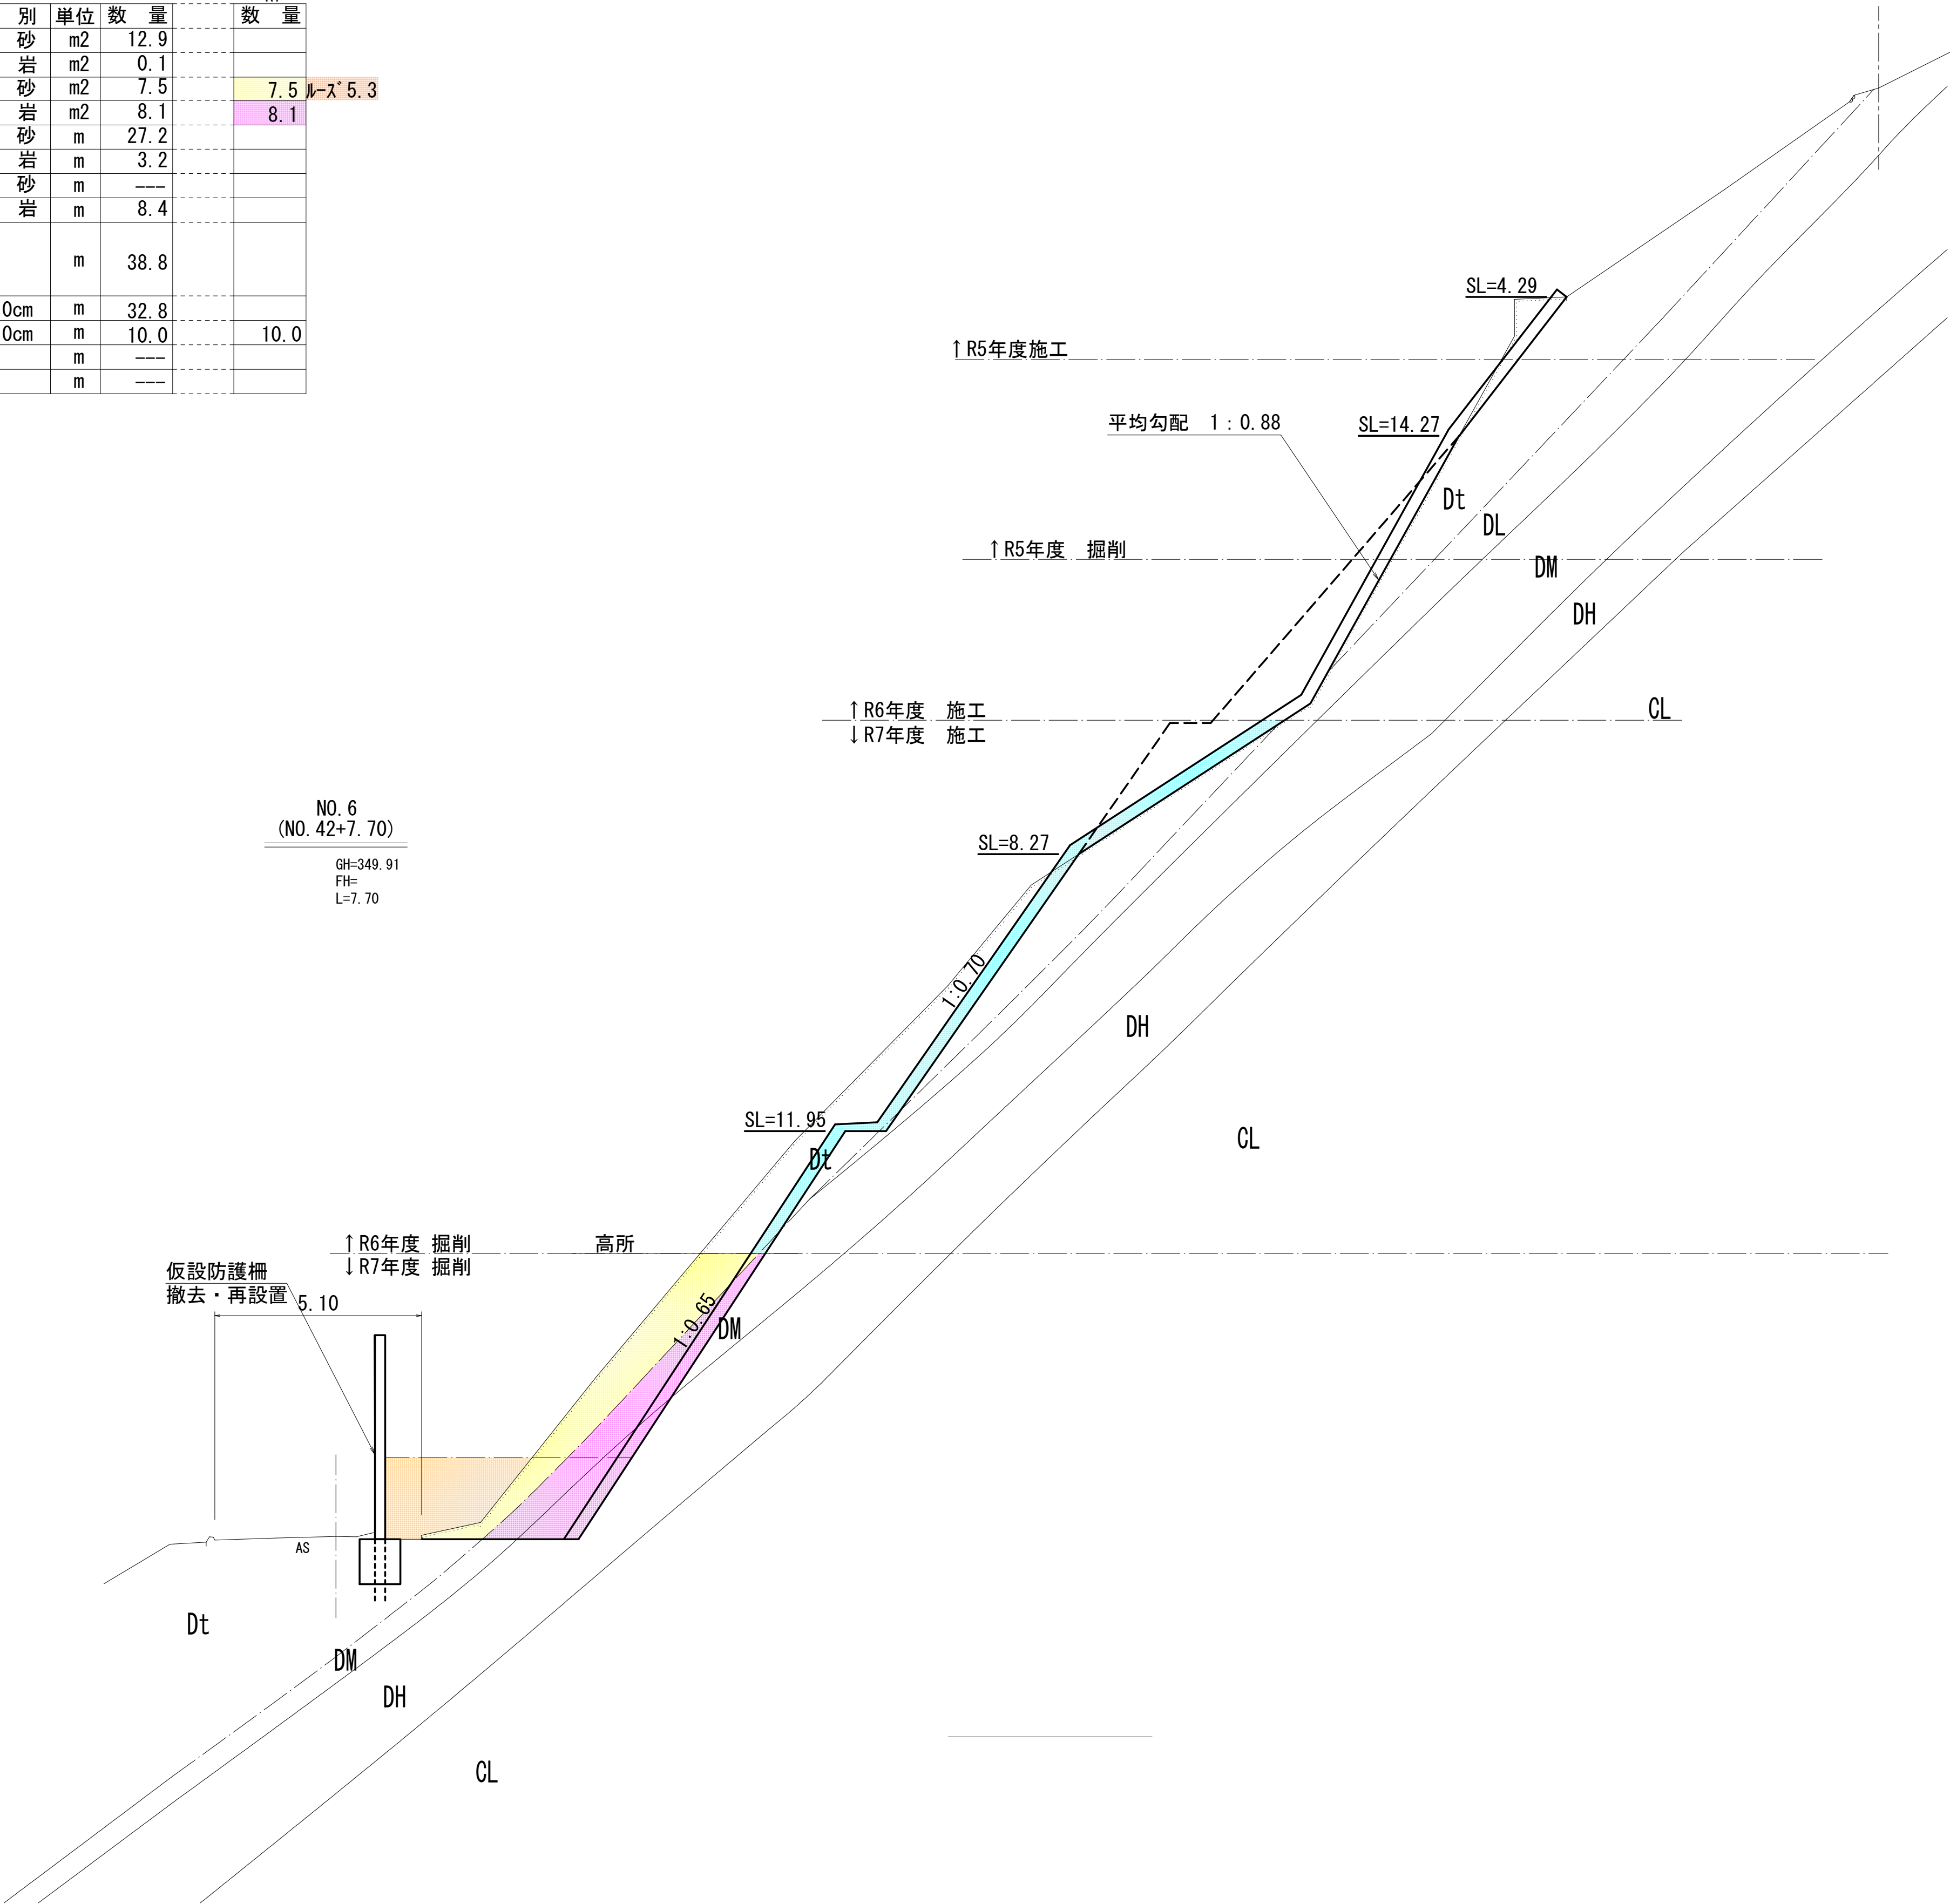 別 単位 数 量 数 量
砂 m2 12.9
岩 m2 0.1
砂 m2 7.5 7.5 ﾙｰｽﾞ5.3
岩 m2 8.1 8.1
砂 m 27.2
岩 m 3.2
砂 m ---
岩 m 8.4
m 38.8
0cm m 32.8
0cm m 10.0 10.0
m ---
m ---
SL=4.29
↑R5年度施工
平均勾配 1：0.88
SL=14.27
Dt
DL
↑R5年度 掘削
DM
DH
↑R6年度 施工
CL
↓R7年度 施工
NO.6
(NO.42+7.70)
GH=349.91
FH=
L=7.70
SL=8.27
1:0.70
DH
SL=11.95
Dt
CL
↑R6年度 掘削
高所
↓R7年度 掘削
仮設防護柵
撤去・再設置
5.10
1:0.65
DM
AS
Dt
DM
DH
CL